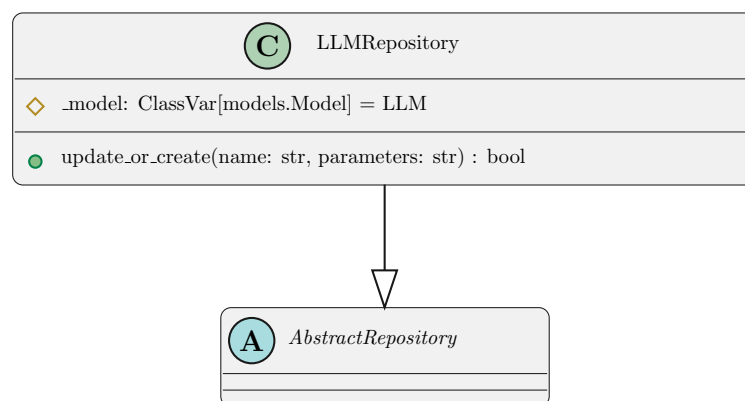 C LLMRepository
_model: ClassVar[models.Model] = LLM
update_or_create(name: str, parameters: str) : bool
A AbstractRepository